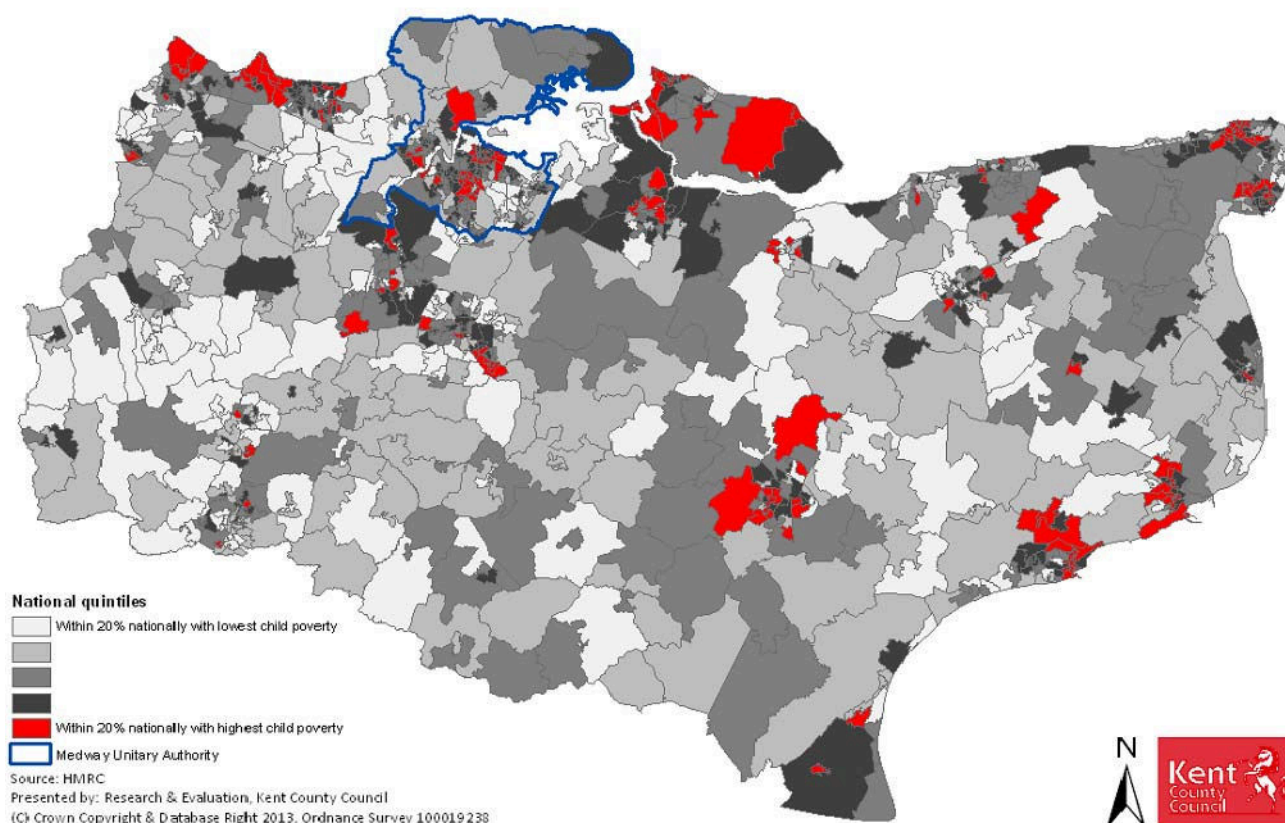 National quintiles
Within 20% nationally with lowest child poverty
Within 20% nationally with highest child poverty
Medway Unitary Authority
Source: HMRC
Presented by: Research & Evaluation, Kent County Council
(C) Crown Copyright & Database Right 2013. Ordnance Survey 100019238
N
Kent
County
Council